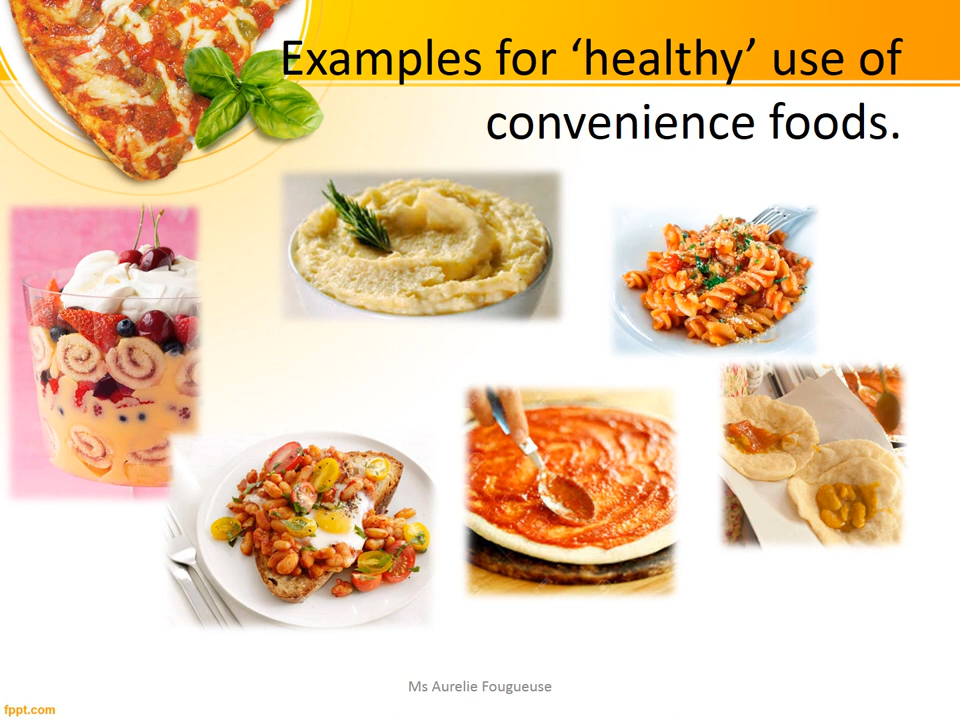 Examples for ‘healthy’ use of
convenience foods.
Ms Aurelie Fougueuse
fppt.com